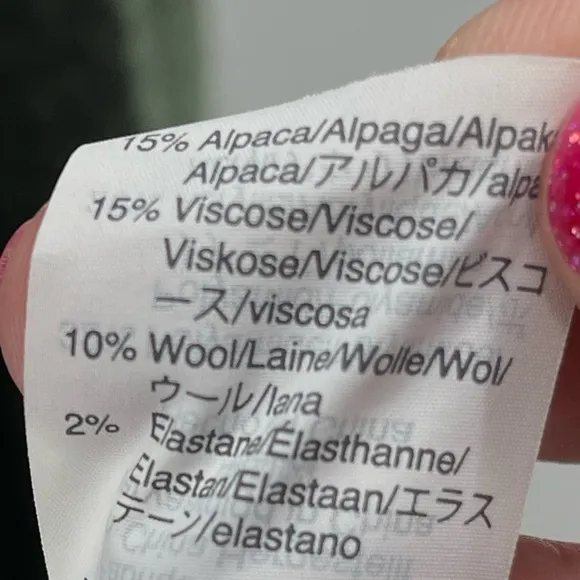 15% Alpaca/Alpaga/Alpak
Alpaca/アルパカ/alpa
15% Viscose/Viscose/
Viskose/Viscose/ビスコ
ース/viscosa
10% Wool/Laine/Wolle/Wol/
ウール/lana
2% Elastane/Élasthanne/
Elastan/Elastaan/エラス
テーン/elastano